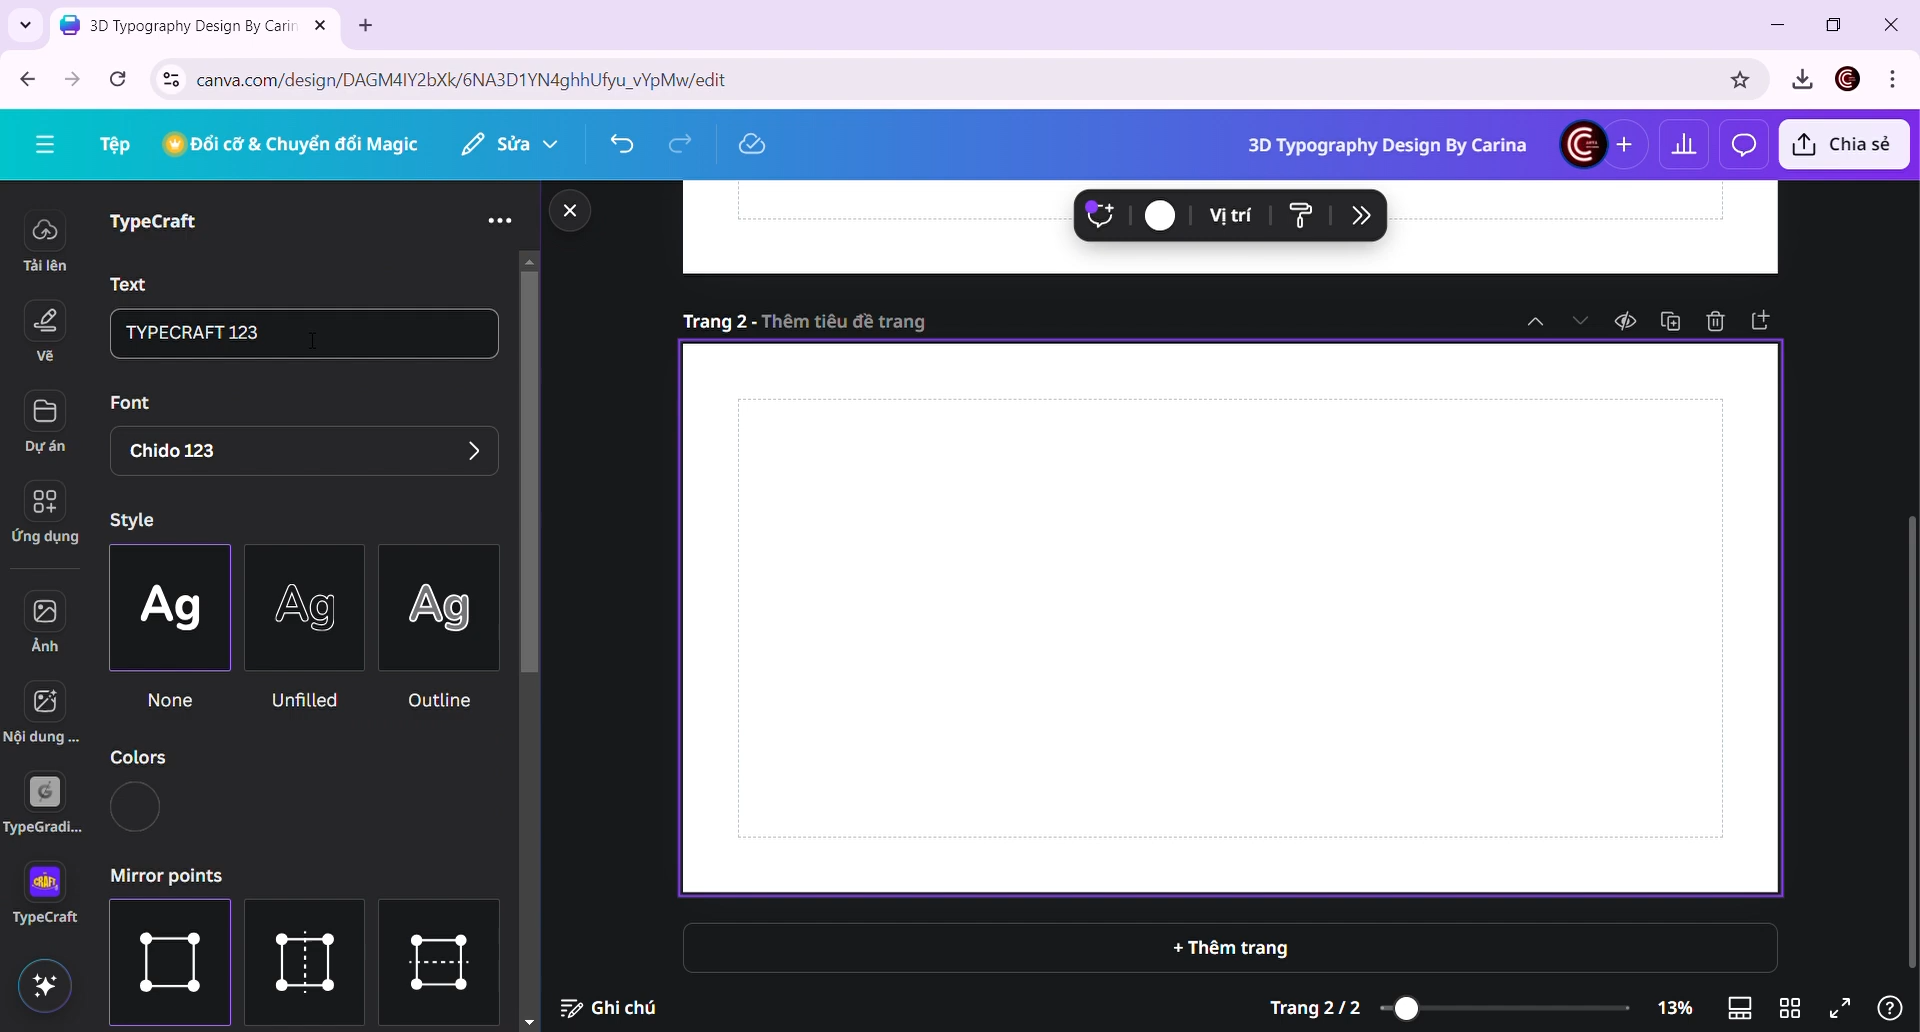 3D Typography Design By Carin
canva.com/design/DAGM4IY2bXk/6NA3D1YN4ghhUfyu_vYpMw/edit
Tệp
Đổi cỡ & Chuyển đổi Magic
Sửa
3D Typography Design By Carina
Chia sẻ
Tải lên
Vẽ
Dự án
Ứng dụng
Ảnh
Nội dung ...
TypeGradi...
CRAFT
TypeCraft
TypeCraft
Text
TYPECRAFT 123
Font
Chido 123
Style
Ag Ag Ag
None Unfilled Outline
Colors
Mirror points
Vị trí
Trang 2 - Thêm tiêu đề trang
+ Thêm trang
Ghi chú
Trang 2 / 2
13%